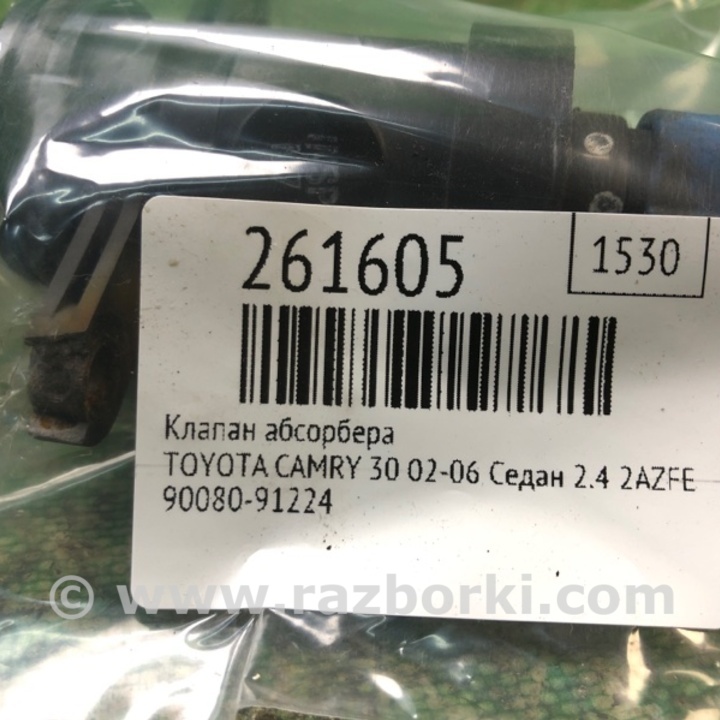 261605
1530
Клапан абсорбера
TOYOTA CAMRY 30 02-06 Седан 2.4 2AZFE
90080-91224
© www.razborki.com